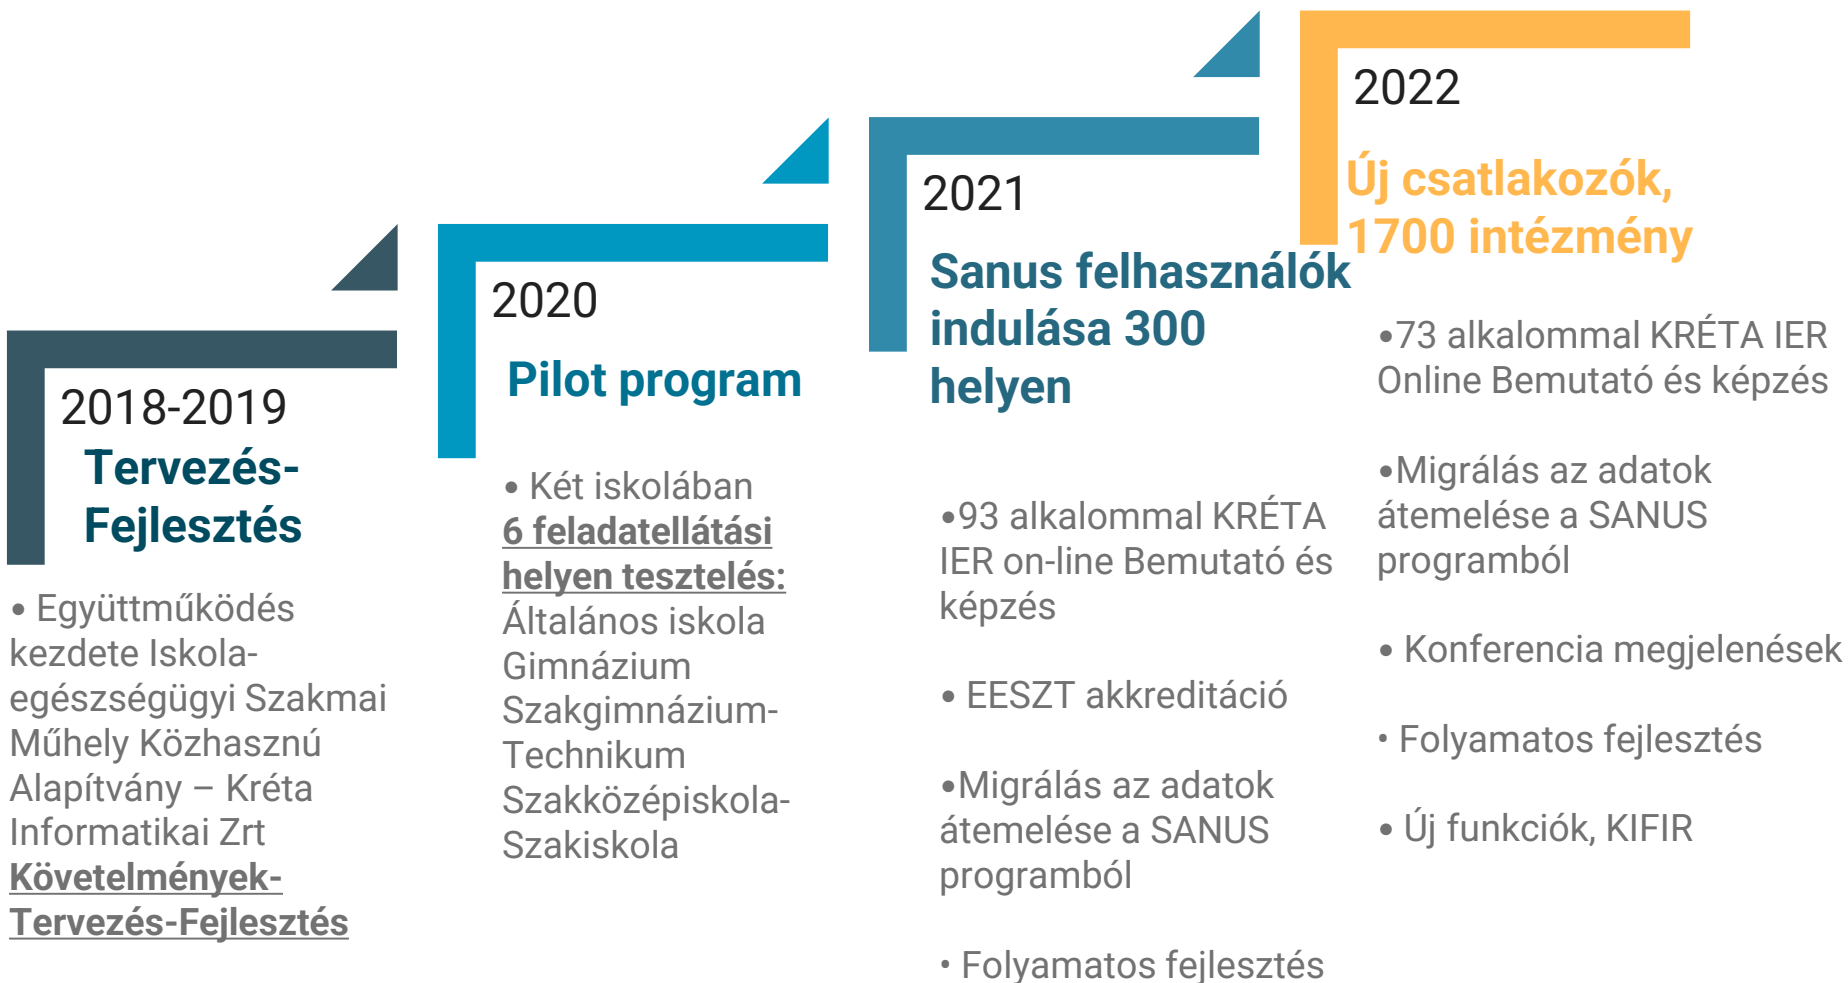 2018-2019
Tervezés-
Fejlesztés
• Együttműködés
kezdete Iskola-
egészségügyi Szakmai
Műhely Közhasznú
Alapítvány – Kréta
Informatikai Zrt
Követelmények-
Tervezés-Fejlesztés
2020
Pilot program
• Két iskolában
6 feladatellátási
helyen tesztelés:
Általános iskola
Gimnázium
Szakgimnázium-
Technikum
Szakközépiskola-
Szakiskola
2021
Sanus felhasználók
indulása 300
helyen
•93 alkalommal KRÉTA
IER on-line Bemutató és
képzés
• EESZT akkreditáció
•Migrálás az adatok
átemelése a SANUS
programból
• Folyamatos fejlesztés
2022
Új csatlakozók,
1700 intézmény
•73 alkalommal KRÉTA IER
Online Bemutató és képzés
•Migrálás az adatok
átemelése a SANUS
programból
• Konferencia megjelenések
• Folyamatos fejlesztés
• Új funkciók, KIFIR